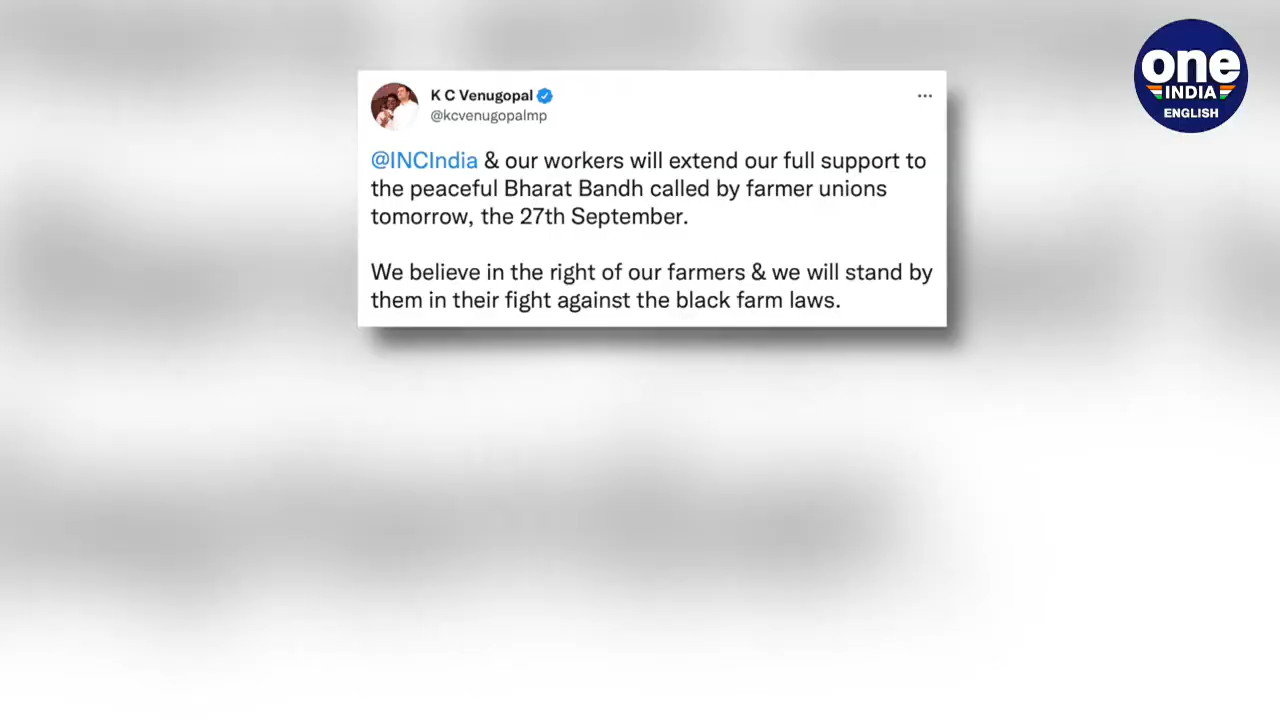 one
INDIA
ENGLISH
K C Venugopal
@kcvenugopalmp
@INCIndia & our workers will extend our full support to
the peaceful Bharat Bandh called by farmer unions
tomorrow, the 27th September.
We believe in the right of our farmers & we will stand by
them in their fight against the black farm laws.